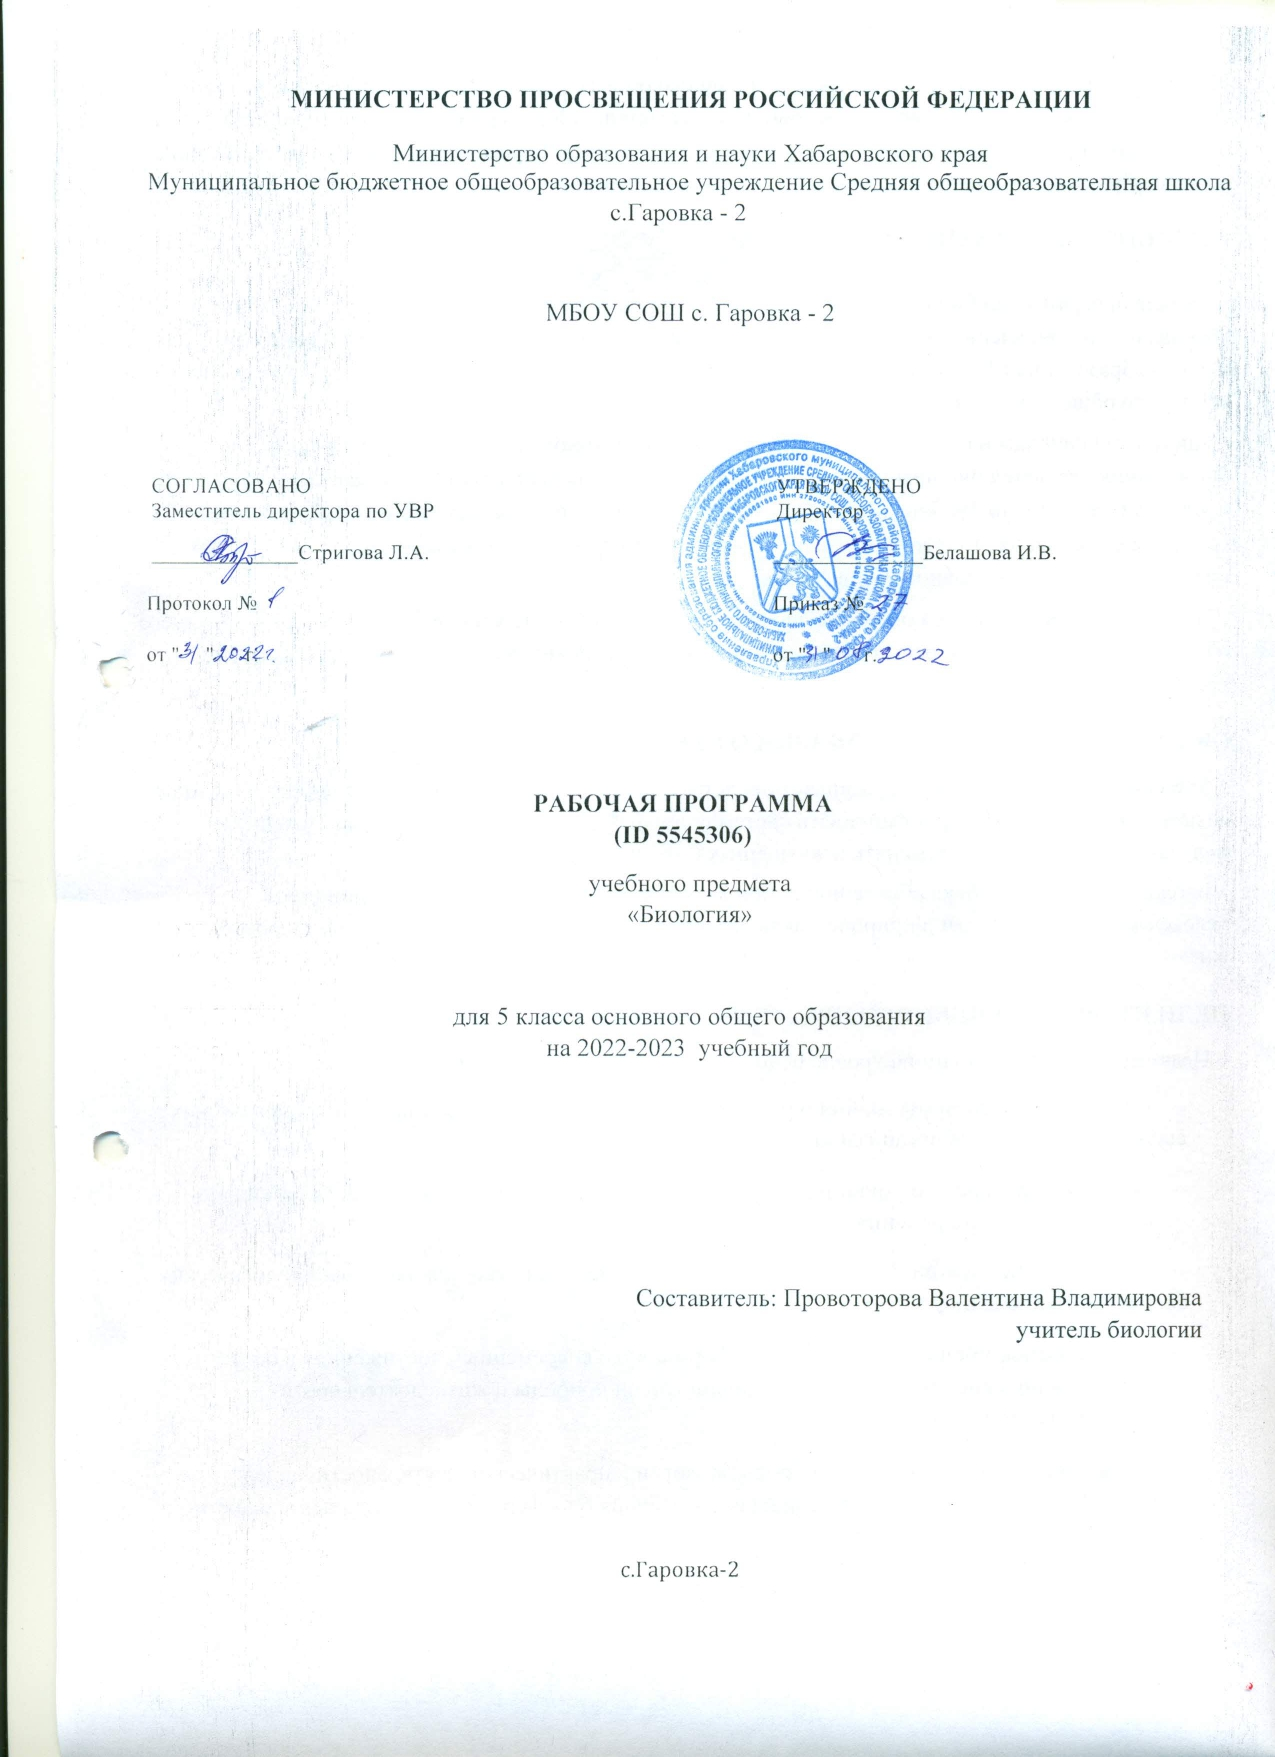 МИНИСТЕРСТВО ПРОСВЕЩЕНИЯ РОССИЙСКОЙ ФЕДЕРАЦИИ
Министерство образования и науки Хабаровского края
Муниципальное бюджетное общеобразовательное учреждение Средняя общеобразовательная школа
с.Гаровка - 2
МБОУ СОШ с. Гаровка - 2
СОГЛАСОВАНО
Заместитель директора по УВР
Стригова Л.А.
Протокол № 1
от "31" 2022 г.
УТВЕРЖДЕНО
Директор
Белашова И.В.
Приказ № 27
от "31" 08 г. 2022
РАБОЧАЯ ПРОГРАММА
(ID 5545306)
учебного предмета
«Биология»
для 5 класса основного общего образования
на 2022-2023 учебный год
Составитель: Провоторова Валентина Владимировна
учитель биологии
с.Гаровка-2